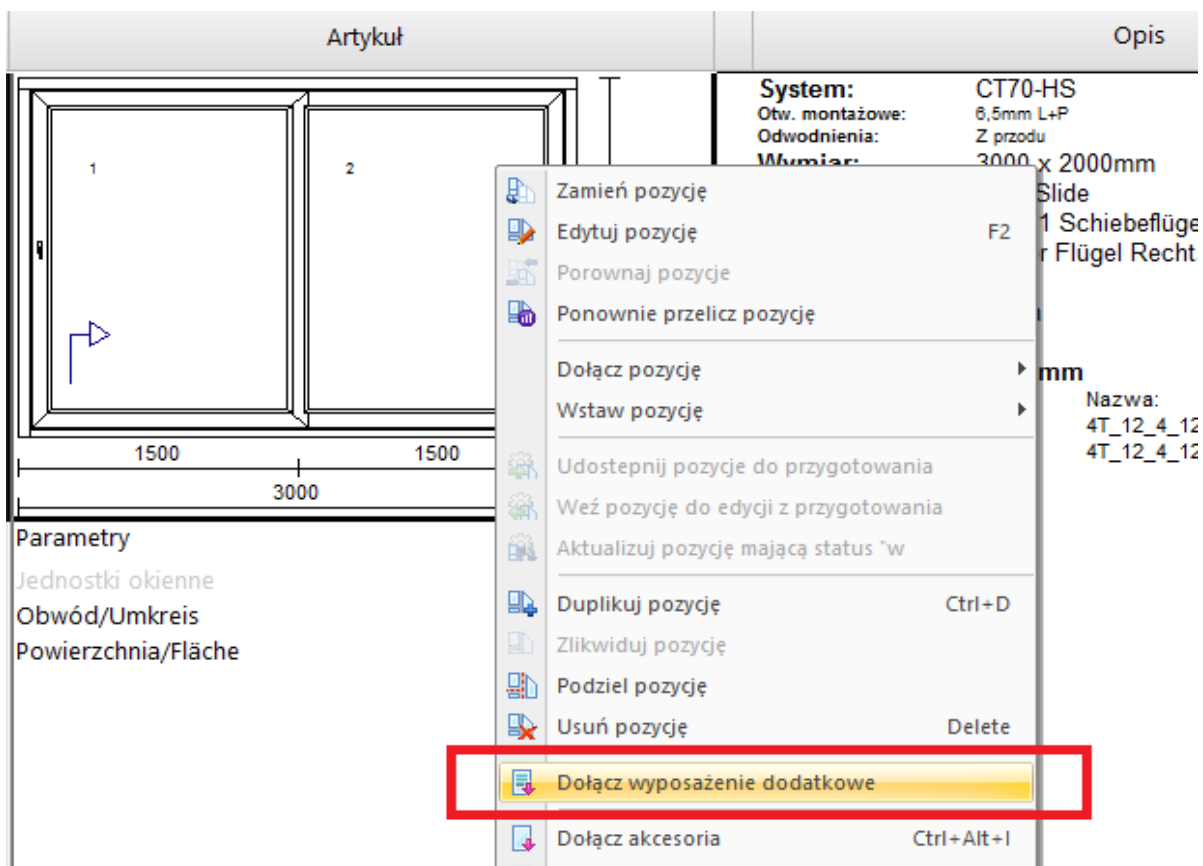 Artykuł
Opis
1
2
1500
1500
3000
Parametry
Jednostki okienne
Obwód/Umkreis
Powierzchnia/Fläche
System: CT70-HS
Otw. montażowe: 6,5mm L+P
Odwodnienia: Z przodu
Wymiar: 3000 x 2000mm
Slide
1 Schiebeflüge
r Flügel Recht
mm
Nazwa:
4T_12_4_12
4T_12_4_12
Zamień pozycję
Edytuj pozycję F2
Porownaj pozycje
Ponownie przelicz pozycję
Dołącz pozycję
Wstaw pozycję
Udostepnij pozycje do przygotowania
Weź pozycję do edycji z przygotowania
Aktualizuj pozycję mającą status "w
Duplikuj pozycję Ctrl+D
Zlikwiduj pozycję
Podziel pozycję
Usuń pozycję Delete
Dołącz wyposażenie dodatkowe
Dołącz akcesoria Ctrl+Alt+I